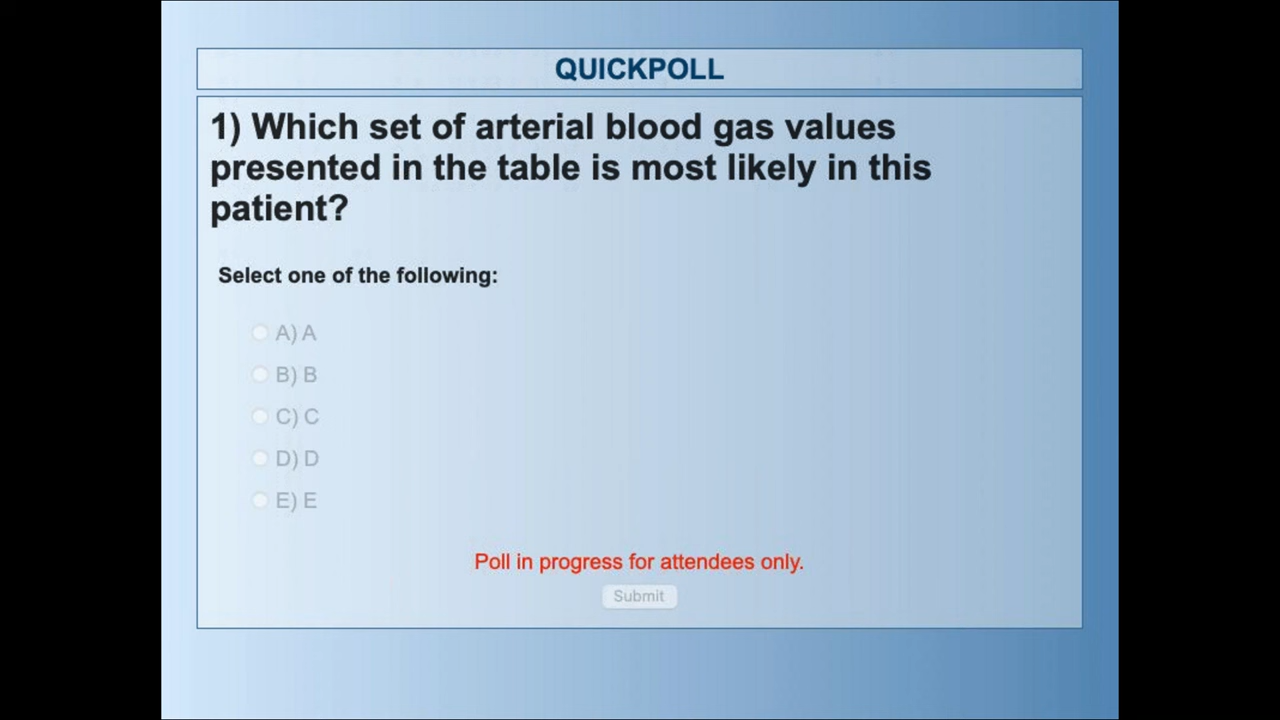 QUICKPOLL
1) Which set of arterial blood gas values
presented in the table is most likely in this
patient?
Select one of the following:
A) A
B) B
C) C
D) D
E) E
Poll in progress for attendees only.
Submit